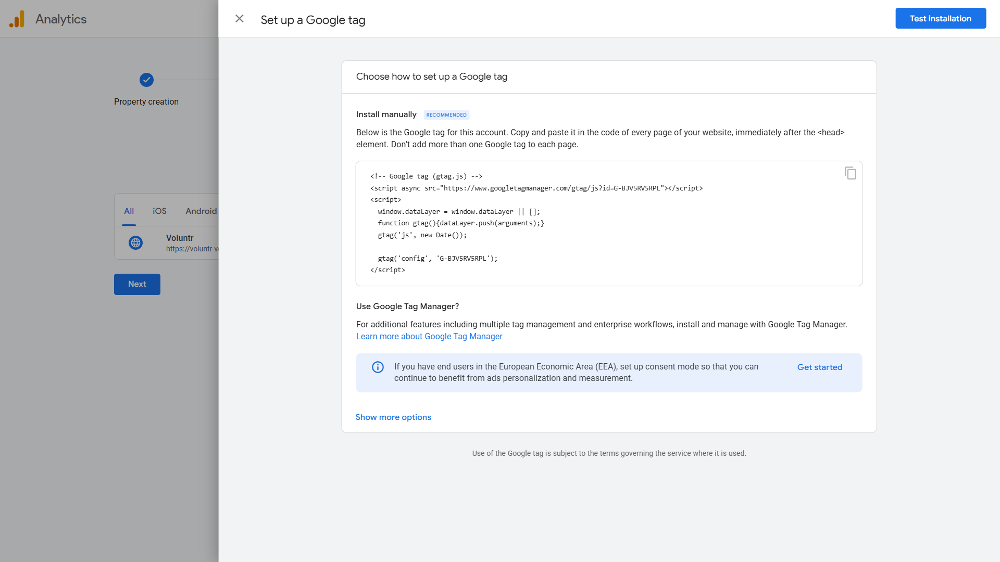 Analytics
Set up a Google tag
Test installation
Property creation
All
iOS
Android
Voluntr
https://voluntr-v
Next
Choose how to set up a Google tag
Install manually
RECOMMENDED
Below is the Google tag for this account. Copy and paste it in the code of every page of your website, immediately after the <head>
element. Don’t add more than one Google tag to each page.
<!-- Google tag (gtag.js) -->
<script async src="https://www.googletagmanager.com/gtag/js?id=G-BJV5RV5RPL"></script>
<script>
  window.dataLayer = window.dataLayer || [];
  function gtag(){dataLayer.push(arguments);}
  gtag('js', new Date());
  gtag('config', 'G-BJV5RV5RPL');
</script>
Use Google Tag Manager?
For additional features including multiple tag management and enterprise workflows, install and manage with Google Tag Manager.
Learn more about Google Tag Manager
If you have end users in the European Economic Area (EEA), set up consent mode so that you can
continue to benefit from ads personalization and measurement.
Get started
Show more options
Use of the Google tag is subject to the terms governing the service where it is used.